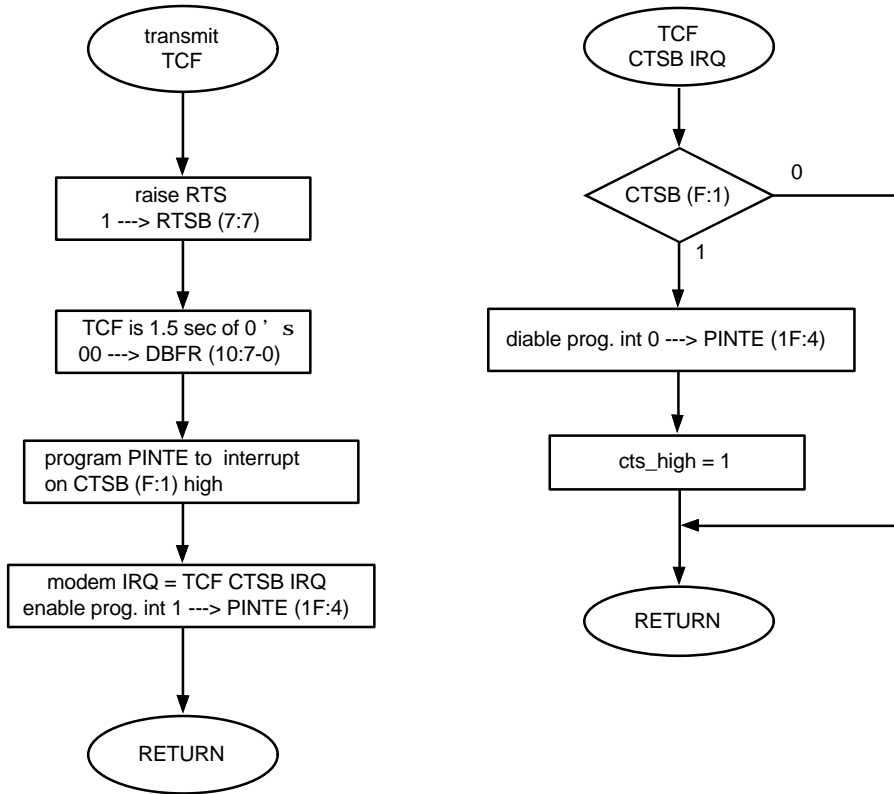 transmit
TCF
raise RTS
1 ---> RTSB (7:7)
TCF is 1.5 sec of 0 ' s
00 ---> DBFR (10:7-0)
program PINTE to interrupt
on CTSB (F:1) high
modem IRQ = TCF CTSB IRQ
enable prog. int 1 ---> PINTE (1F:4)
RETURN
TCF
CTSB IRQ
CTSB (F:1)
0
1
diable prog. int 0 ---> PINTE (1F:4)
cts_high = 1
RETURN